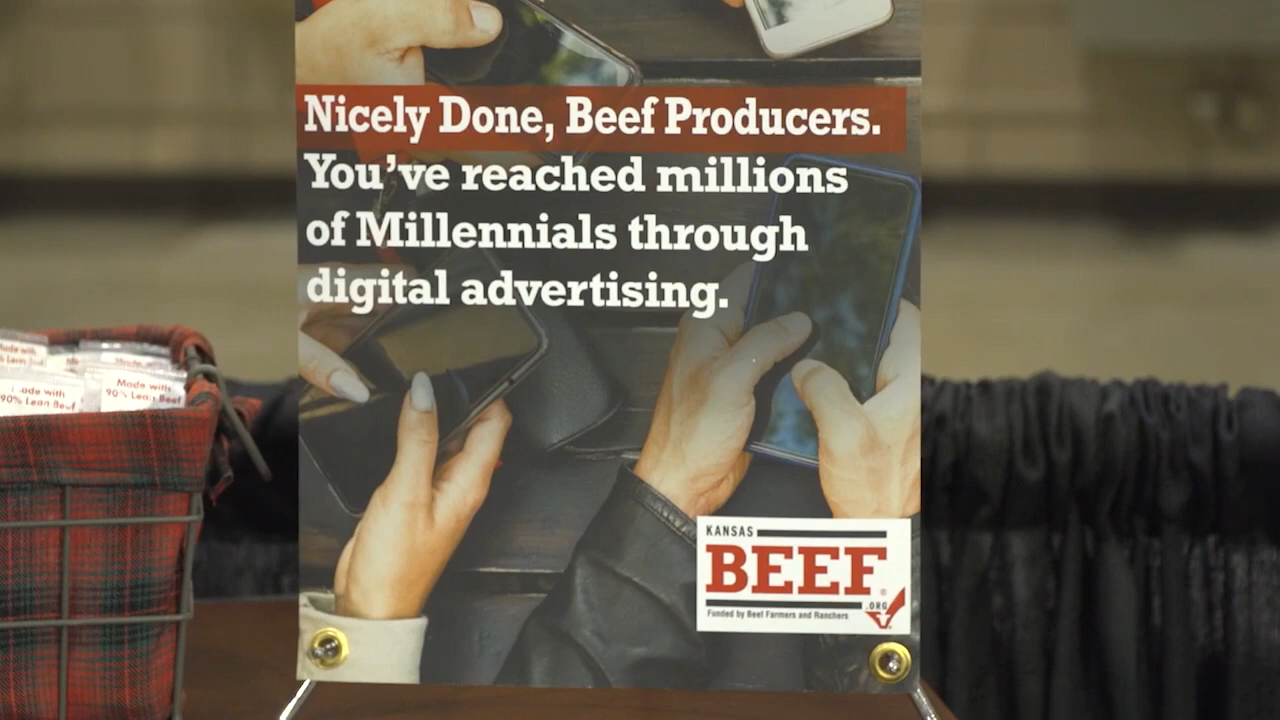 Nicely Done, Beef Producers.
You've reached millions
of Millennials through
digital advertising.
Made with
90% Lean Beef
Made with
90% Lean Beef
KANSAS
BEEF®
.ORG
Funded by Beef Farmers and Ranchers